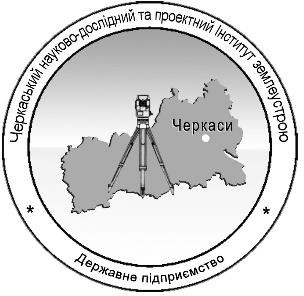 Черкаський науково-дослідний та проектний інститут землеустрою
Черкаси
* Державне підприємство *